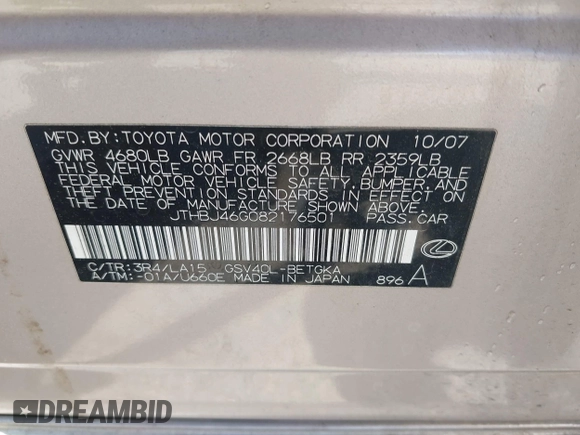 MFD.BY:TOYOTA MOTOR CORPORATION 10/07
GVWR 4680LB GAWR FR 2668LB RR 2359LB
THIS VEHICLE CONFORMS TO ALL APPLICABLE
FEDERAL MOTOR VEHICLE SAFETY,BUMPER,AND
THEFT PREVENTION STANDARDS IN EFFECT ON
THE DATE OF MANUFACTURE SHOWN ABOVE.
JTHBJ46G082176501 PASS.CAR
C/TR:3R4/LA15 GSV40L-BETGKA
A/TM:-01A/U660E MADE IN JAPAN 896 A
DREAMBID